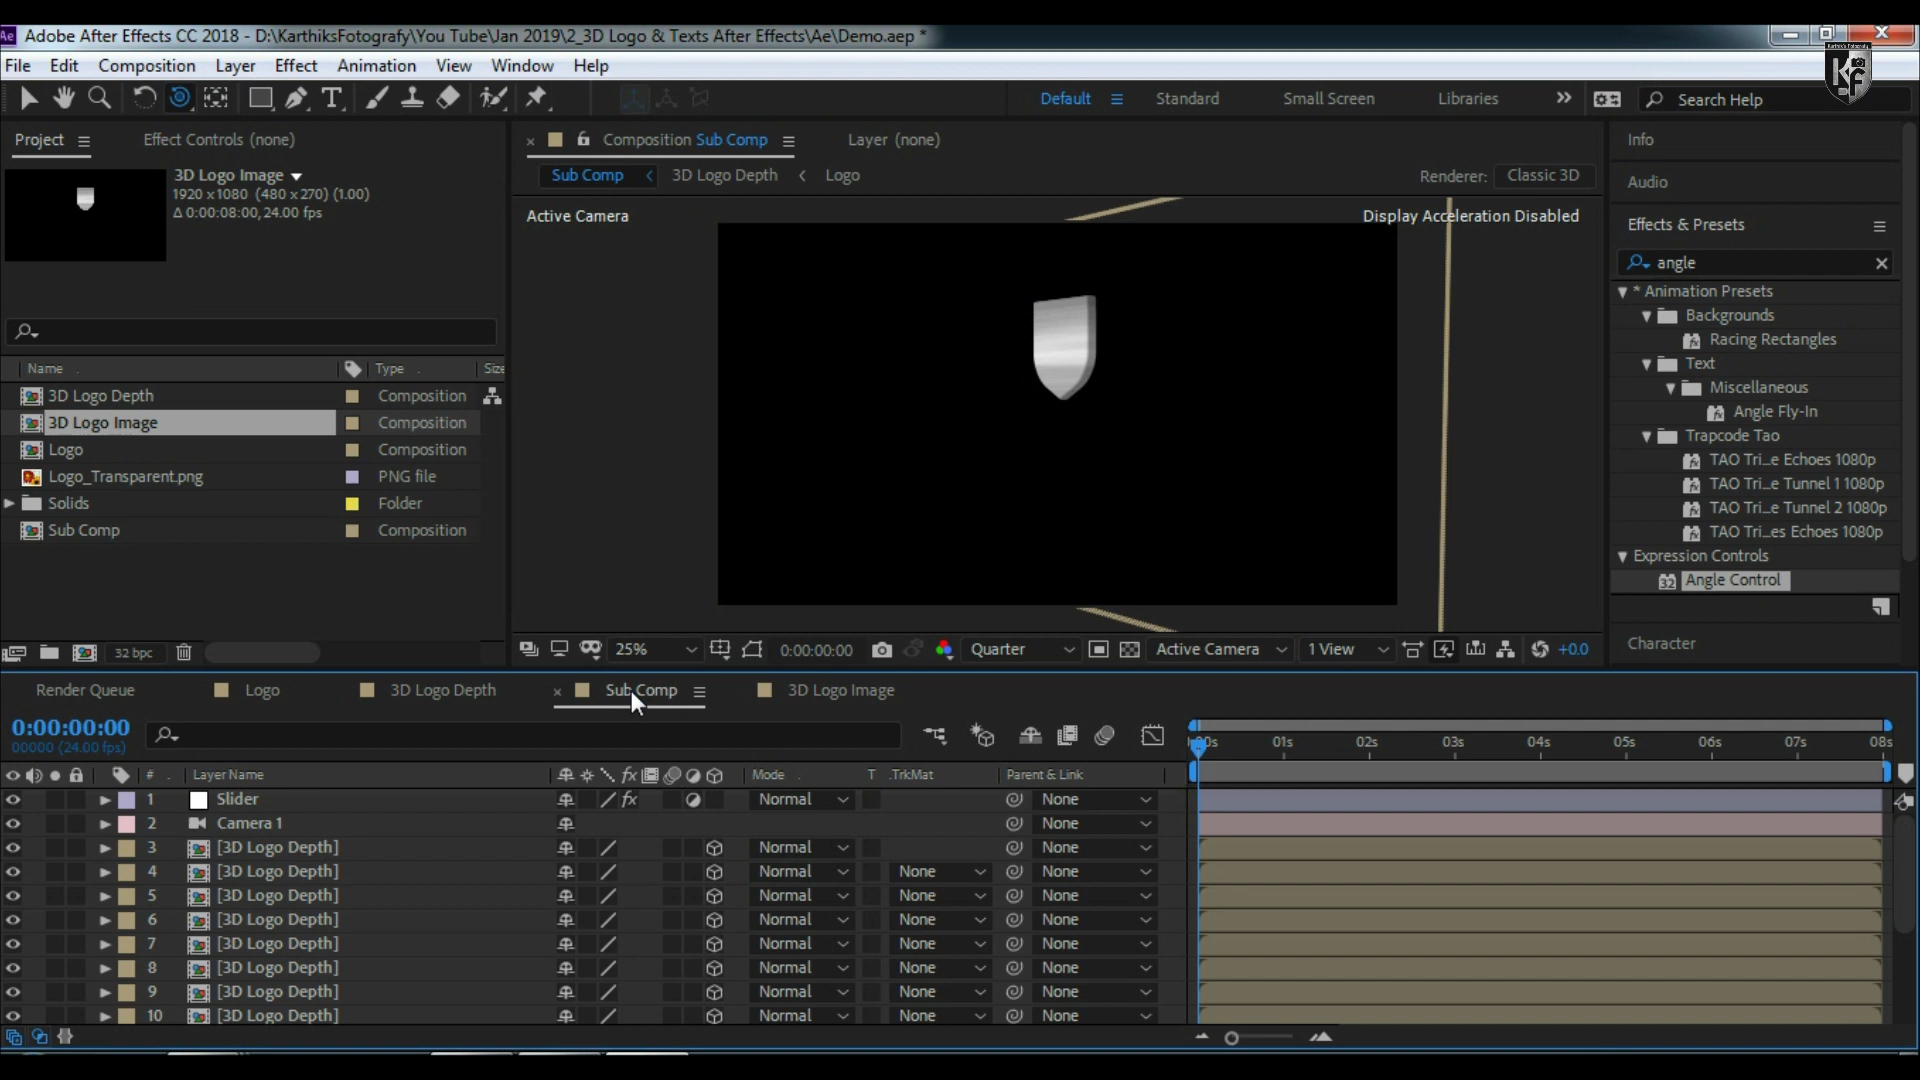 Ae Adobe After Effects CC 2018 - D:\KarthiksFotografy\You Tube\Jan 2019\2_3D Logo & Texts After Effects\Ae\Demo.aep *
File Edit Composition Layer Effect Animation View Window Help
Default Standard Small Screen Libraries Search Help
Project Effect Controls (none)
3D Logo Image
1920 x1080 (480 x270) (1.00)
Δ 0:00:08:00, 24.00 fps
Name Type Size
3D Logo Depth Composition
3D Logo Image Composition
Logo Composition
Logo_Transparent.png PNG file
Solids Folder
Sub Comp Composition
32 bpc
Composition Sub Comp Layer (none)
Sub Comp 3D Logo Depth Logo Renderer: Classic 3D
Active Camera Display Acceleration Disabled
25% 0:00:00:00 Quarter Active Camera 1 View +0.0
Info
Audio
Effects & Presets
angle
* Animation Presets
Backgrounds
Racing Rectangles
Text
Miscellaneous
Angle Fly-In
Trapcode Tao
TAO Tri...e Echoes 1080p
TAO Tri...e Tunnel 1 1080p
TAO Tri...e Tunnel 2 1080p
TAO Tri...es Echoes 1080p
Expression Controls
32 Angle Control
Character
Render Queue Logo 3D Logo Depth Sub Comp 3D Logo Image
0:00:00:00
00000 (24.00 fps)
01s 02s 03s 04s 05s 06s 07s 08s
# Layer Name Mode T .TrkMat Parent & Link
1 Slider Normal None
2 Camera 1 None
3 [3D Logo Depth] Normal None
4 [3D Logo Depth] Normal None None
5 [3D Logo Depth] Normal None None
6 [3D Logo Depth] Normal None None
7 [3D Logo Depth] Normal None None
8 [3D Logo Depth] Normal None None
9 [3D Logo Depth] Normal None None
10 [3D Logo Depth] Normal None None